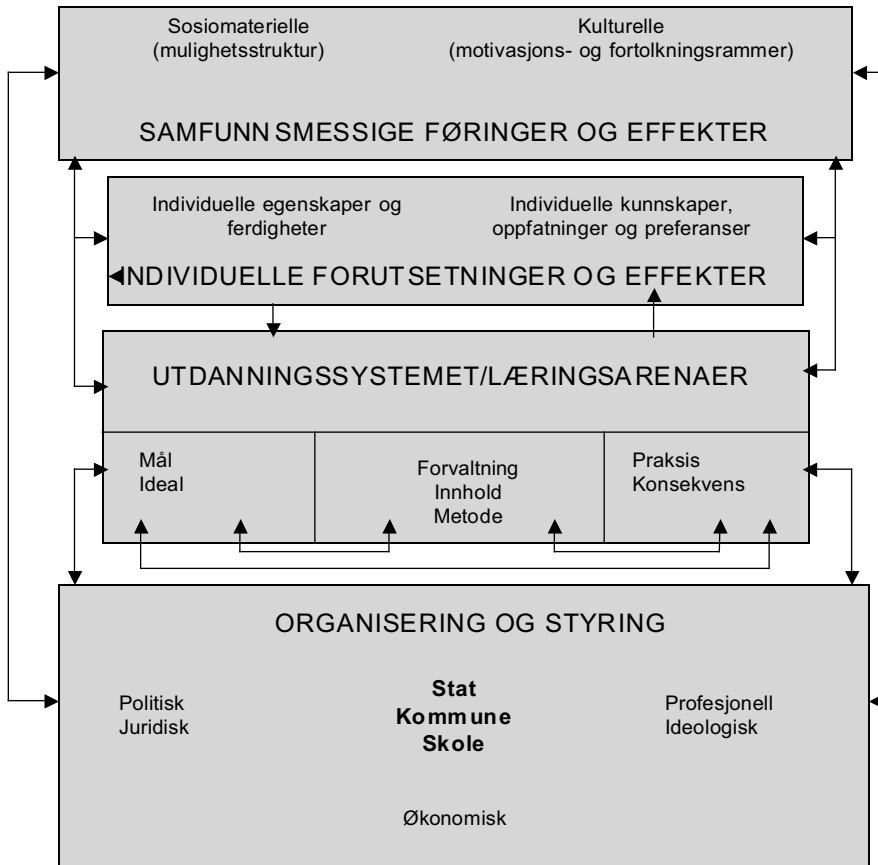 Sosiomaterielle
(mulighetsstruktur)
Kulturelle
(motivasjons- og fortolkningsrammer)
SAMFUNNSMESSIGE FØRINGER OG EFFEKTER
Individuelle egenskaper og
ferdigheter
Individuelle kunnskaper,
oppfatninger og preferanser
INDIVIDUELLE FORUTSETNINGER OG EFFEKTER
UTDANNINGSSYSTEMET/LÆRINGSARENAER
Mål
Ideal
Forvaltning
Innhold
Metode
Praksis
Konsekvens
ORGANISERING OG STYRING
Politisk
Juridisk
Stat
Kommune
Skole
Profesjonell
Ideologisk
Økonomisk